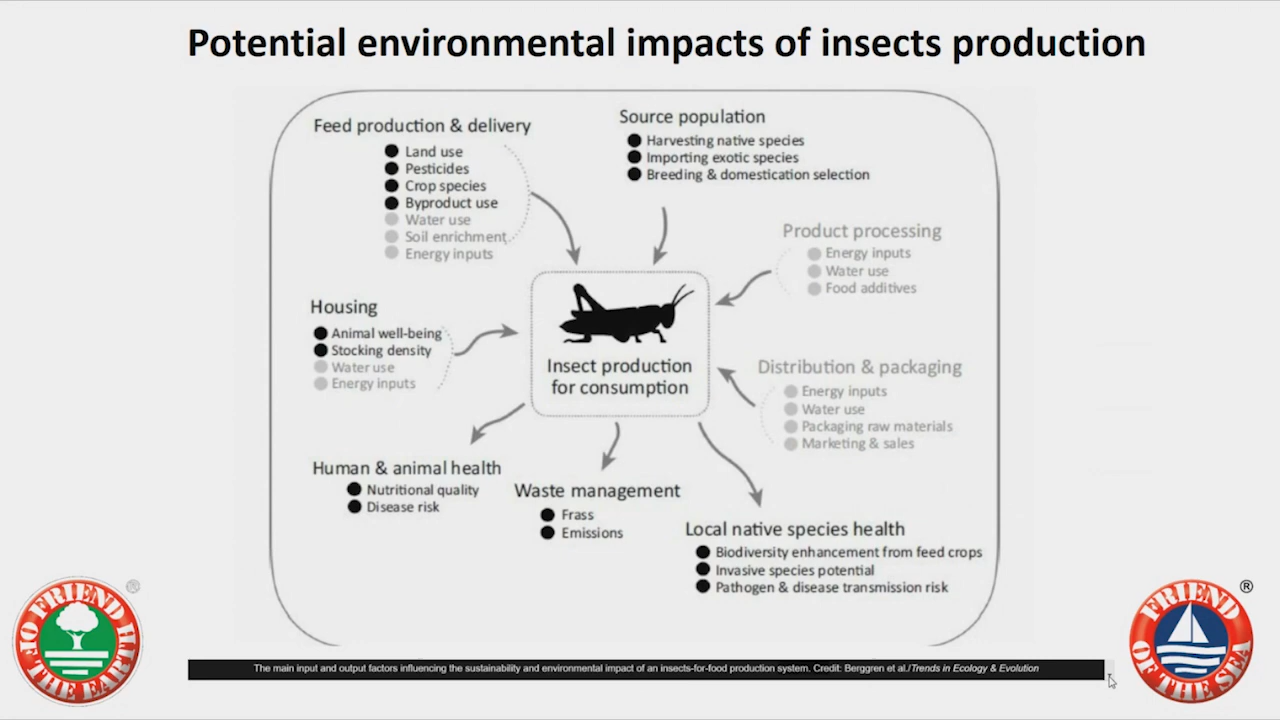 Potential environmental impacts of insects production
Feed production & delivery
Land use
Pesticides
Crop species
Byproduct use
Water use
Soil enrichment
Energy inputs
Source population
Harvesting native species
Importing exotic species
Breeding & domestication selection
Product processing
Energy inputs
Water use
Food additives
Housing
Animal well-being
Stocking density
Water use
Energy inputs
Insect production
for consumption
Distribution & packaging
Energy inputs
Water use
Packaging raw materials
Marketing & sales
Human & animal health
Nutritional quality
Disease risk
Waste management
Frass
Emissions
Local native species health
Biodiversity enhancement from feed crops
Invasive species potential
Pathogen & disease transmission risk
FRIEND OF THE EARTH ®
FRIEND OF THE SEA ®
The main input and output factors influencing the sustainability and environmental impact of an insects-for-food production system. Credit: Berggren et al./Trends in Ecology & Evolution